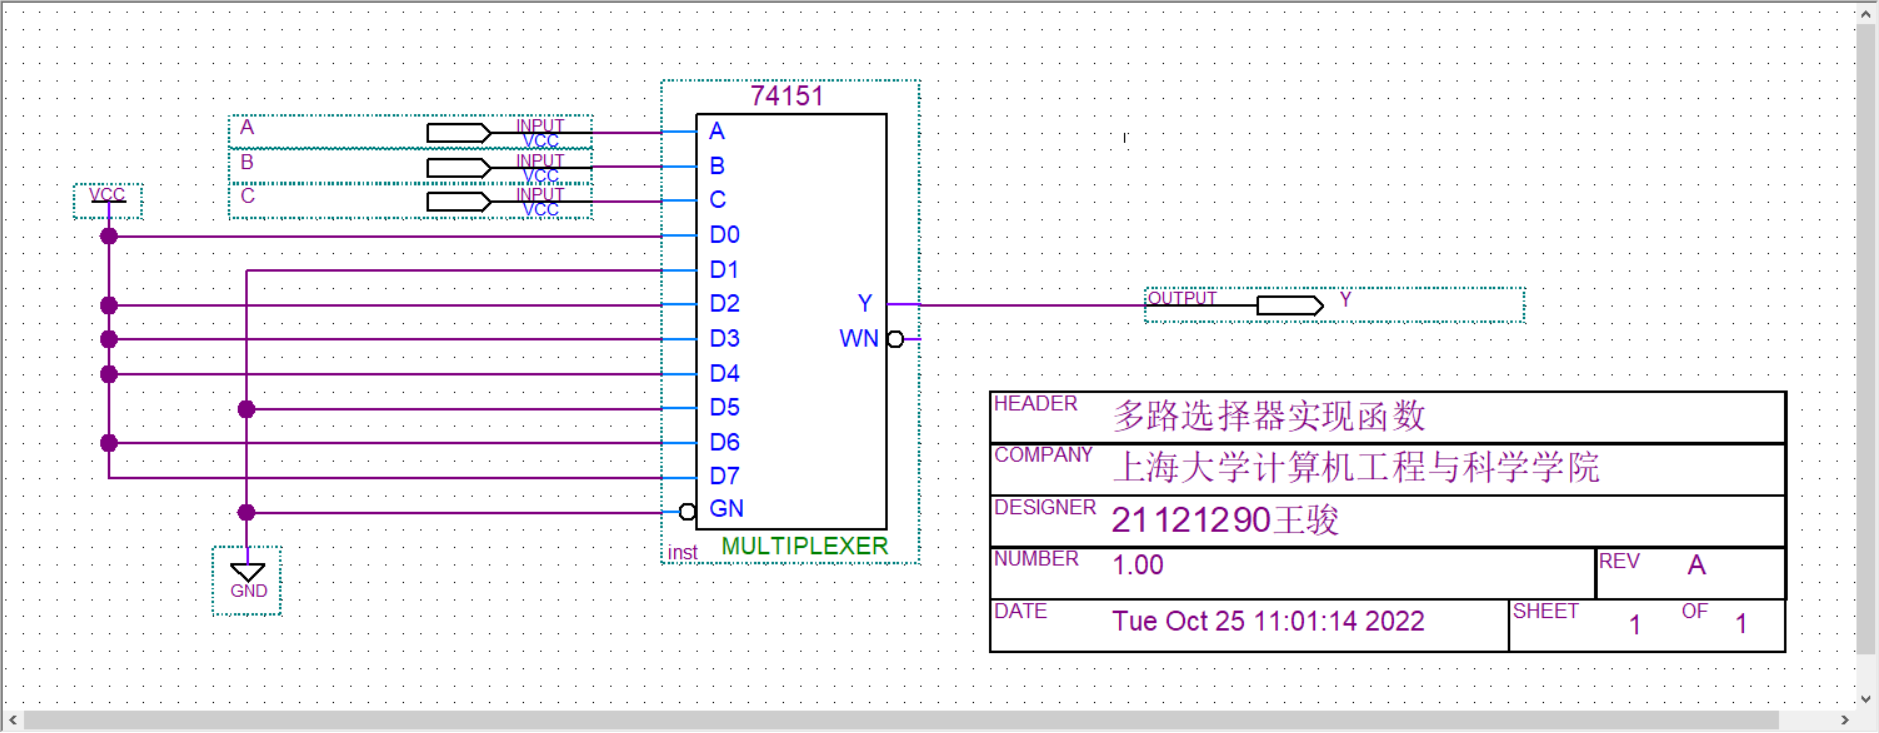 74151
A INPUT VCC A
B INPUT VCC B
C INPUT VCC C
VCC
D0
D1
D2
D3
D4
D5
D6
D7
GN
Y
WN
OUTPUT Y
inst MULTIPLEXER
GND
HEADER 多路选择器实现函数
COMPANY 上海大学计算机工程与科学学院
DESIGNER 21121290王骏
NUMBER 1.00 REV A
DATE Tue Oct 25 11:01:14 2022 SHEET 1 OF 1